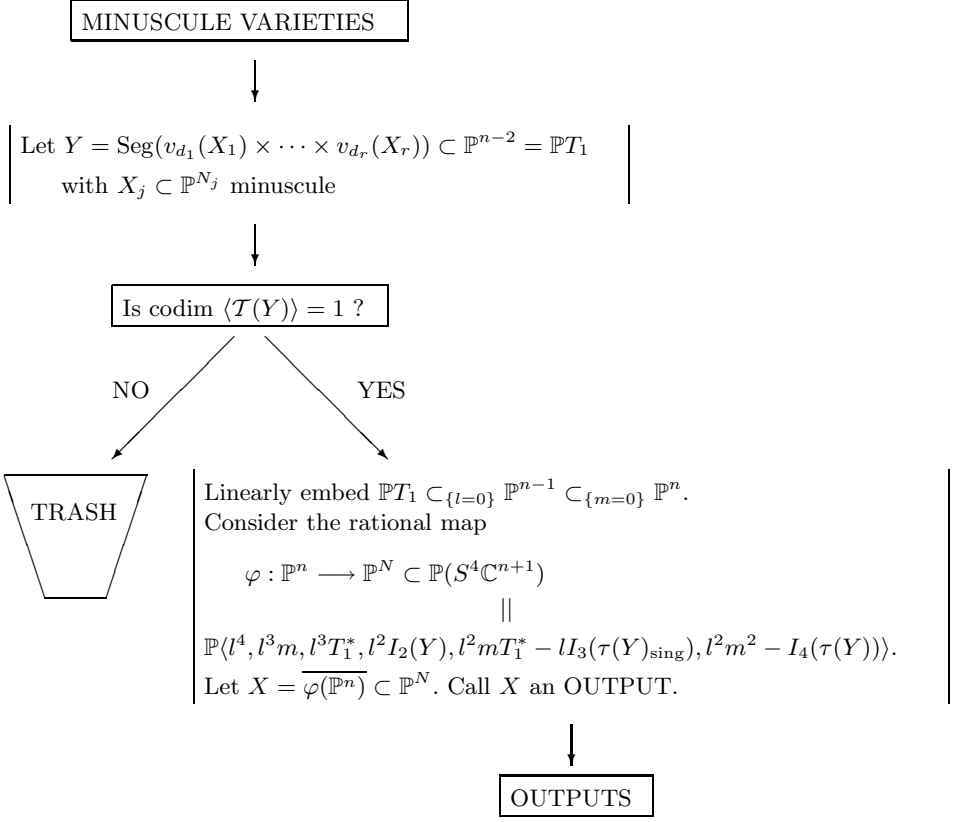 MINUSCULE VARIETIES
Let Y = Seg(v_{d_1}(X_1) × ⋯ × v_{d_r}(X_r)) ⊂ ℙ^{n−2} = ℙT_1
with X_j ⊂ ℙ^{N_j} minuscule
Is codim ⟨𝒯(Y)⟩ = 1 ?
NO
YES
TRASH
Linearly embed ℙT_1 ⊂_{{l=0}} ℙ^{n−1} ⊂_{{m=0}} ℙ^n.
Consider the rational map
φ : ℙ^n ⟶ ℙ^N ⊂ ℙ(S^4ℂ^{n+1})
||
ℙ⟨l^4, l^3m, l^3T_1^*, l^2I_2(Y), l^2mT_1^* − lI_3(τ(Y)_{sing}), l^2m^2 − I_4(τ(Y))⟩.
Let X = \overline{φ(ℙ^n)} ⊂ ℙ^N. Call X an OUTPUT.
OUTPUTS